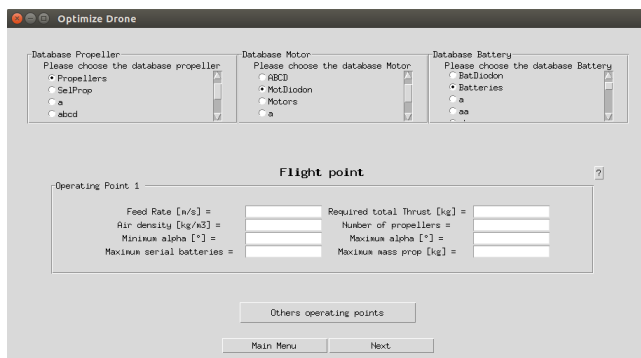 Optimize Drone
Database Propeller
Please choose the database propeller
Propellers
SelProp
a
abcd
Database Motor
Please choose the database Motor
ABCD
MotDiodon
Motors
a
Database Battery
Please choose the database Battery
BatDiodon
Batteries
a
aa
Flight point
?
Operating Point 1
Feed Rate [m/s] =
Required total Thrust [kg] =
Air density [kg/m3] =
Number of propellers =
Minimum alpha [°] =
Maximum alpha [°] =
Maximum serial batteries =
Maximum mass prop [kg] =
Others operating points
Main Menu
Next